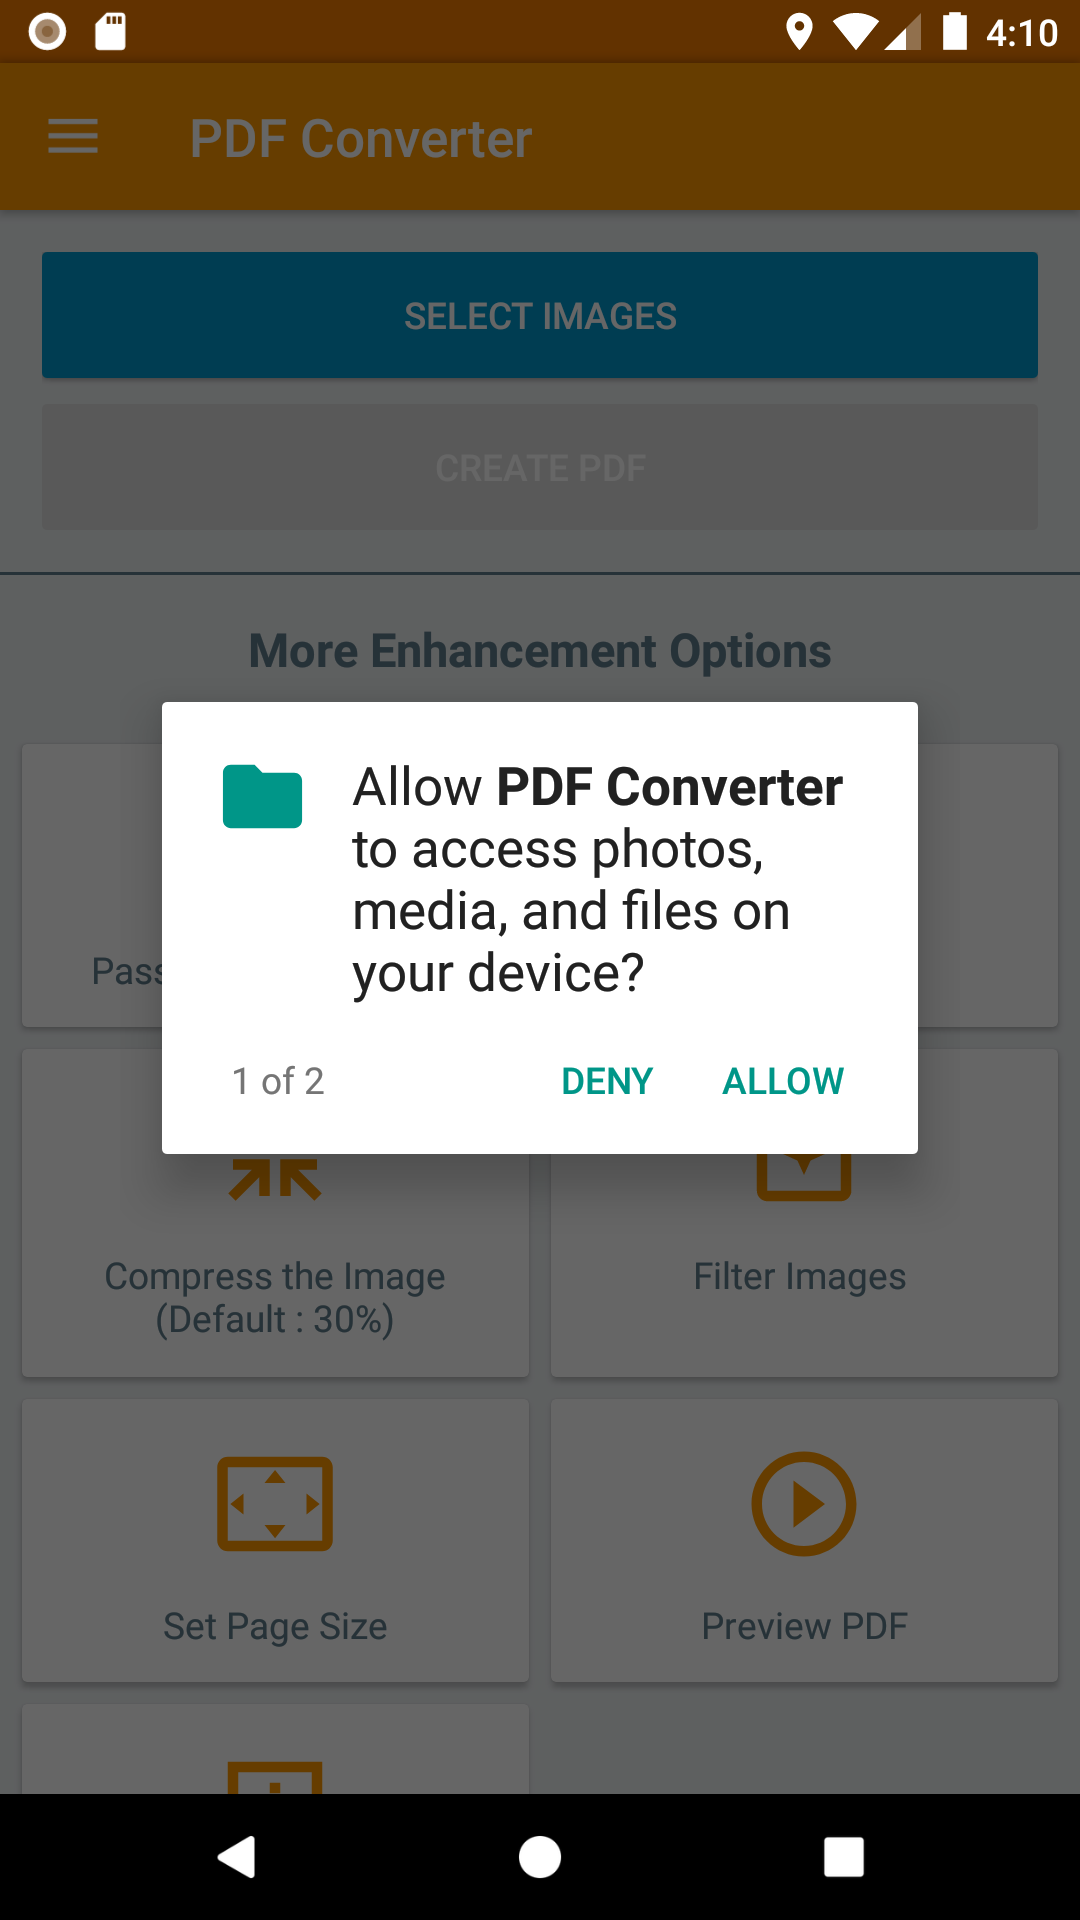 4:10
PDF Converter
SELECT IMAGES
CREATE PDF
More Enhancement Options
Allow PDF Converter
to access photos,
media, and files on
your device?
1 of 2
DENY
ALLOW
Compress the Image
(Default : 30%)
Filter Images
Set Page Size
Preview PDF